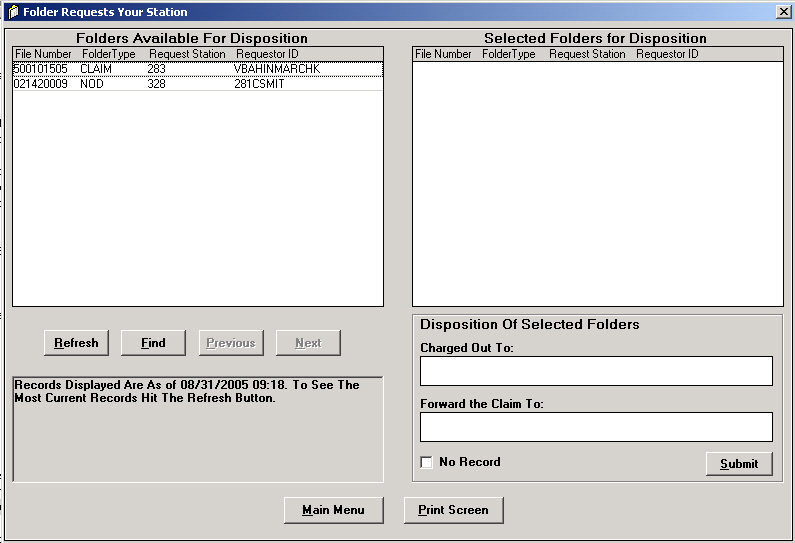 Folder Requests Your Station
Folders Available For Disposition
File Number FolderType Request Station Requestor ID
500101505 CLAIM 283 VBAHINMARCHK
021420009 NOD 328 281CSMIT
Selected Folders for Disposition
File Number FolderType Request Station Requestor ID
Refresh Find Previous Next
Records Displayed Are As of 08/31/2005 09:18. To See The
Most Current Records Hit The Refresh Button.
Disposition Of Selected Folders
Charged Out To:
Forward the Claim To:
No Record
Submit
Main Menu Print Screen